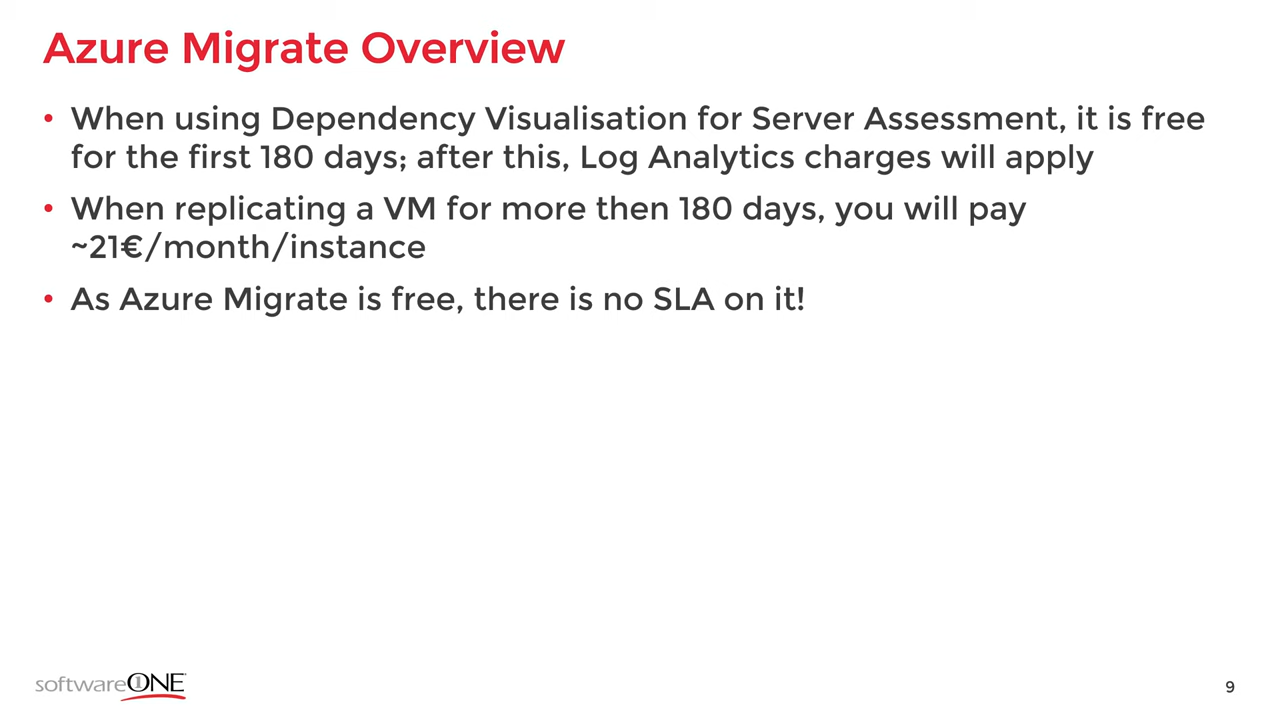 Azure Migrate Overview
• When using Dependency Visualisation for Server Assessment, it is free
for the first 180 days; after this, Log Analytics charges will apply
• When replicating a VM for more then 180 days, you will pay
~21€/month/instance
• As Azure Migrate is free, there is no SLA on it!
softwareONE
9